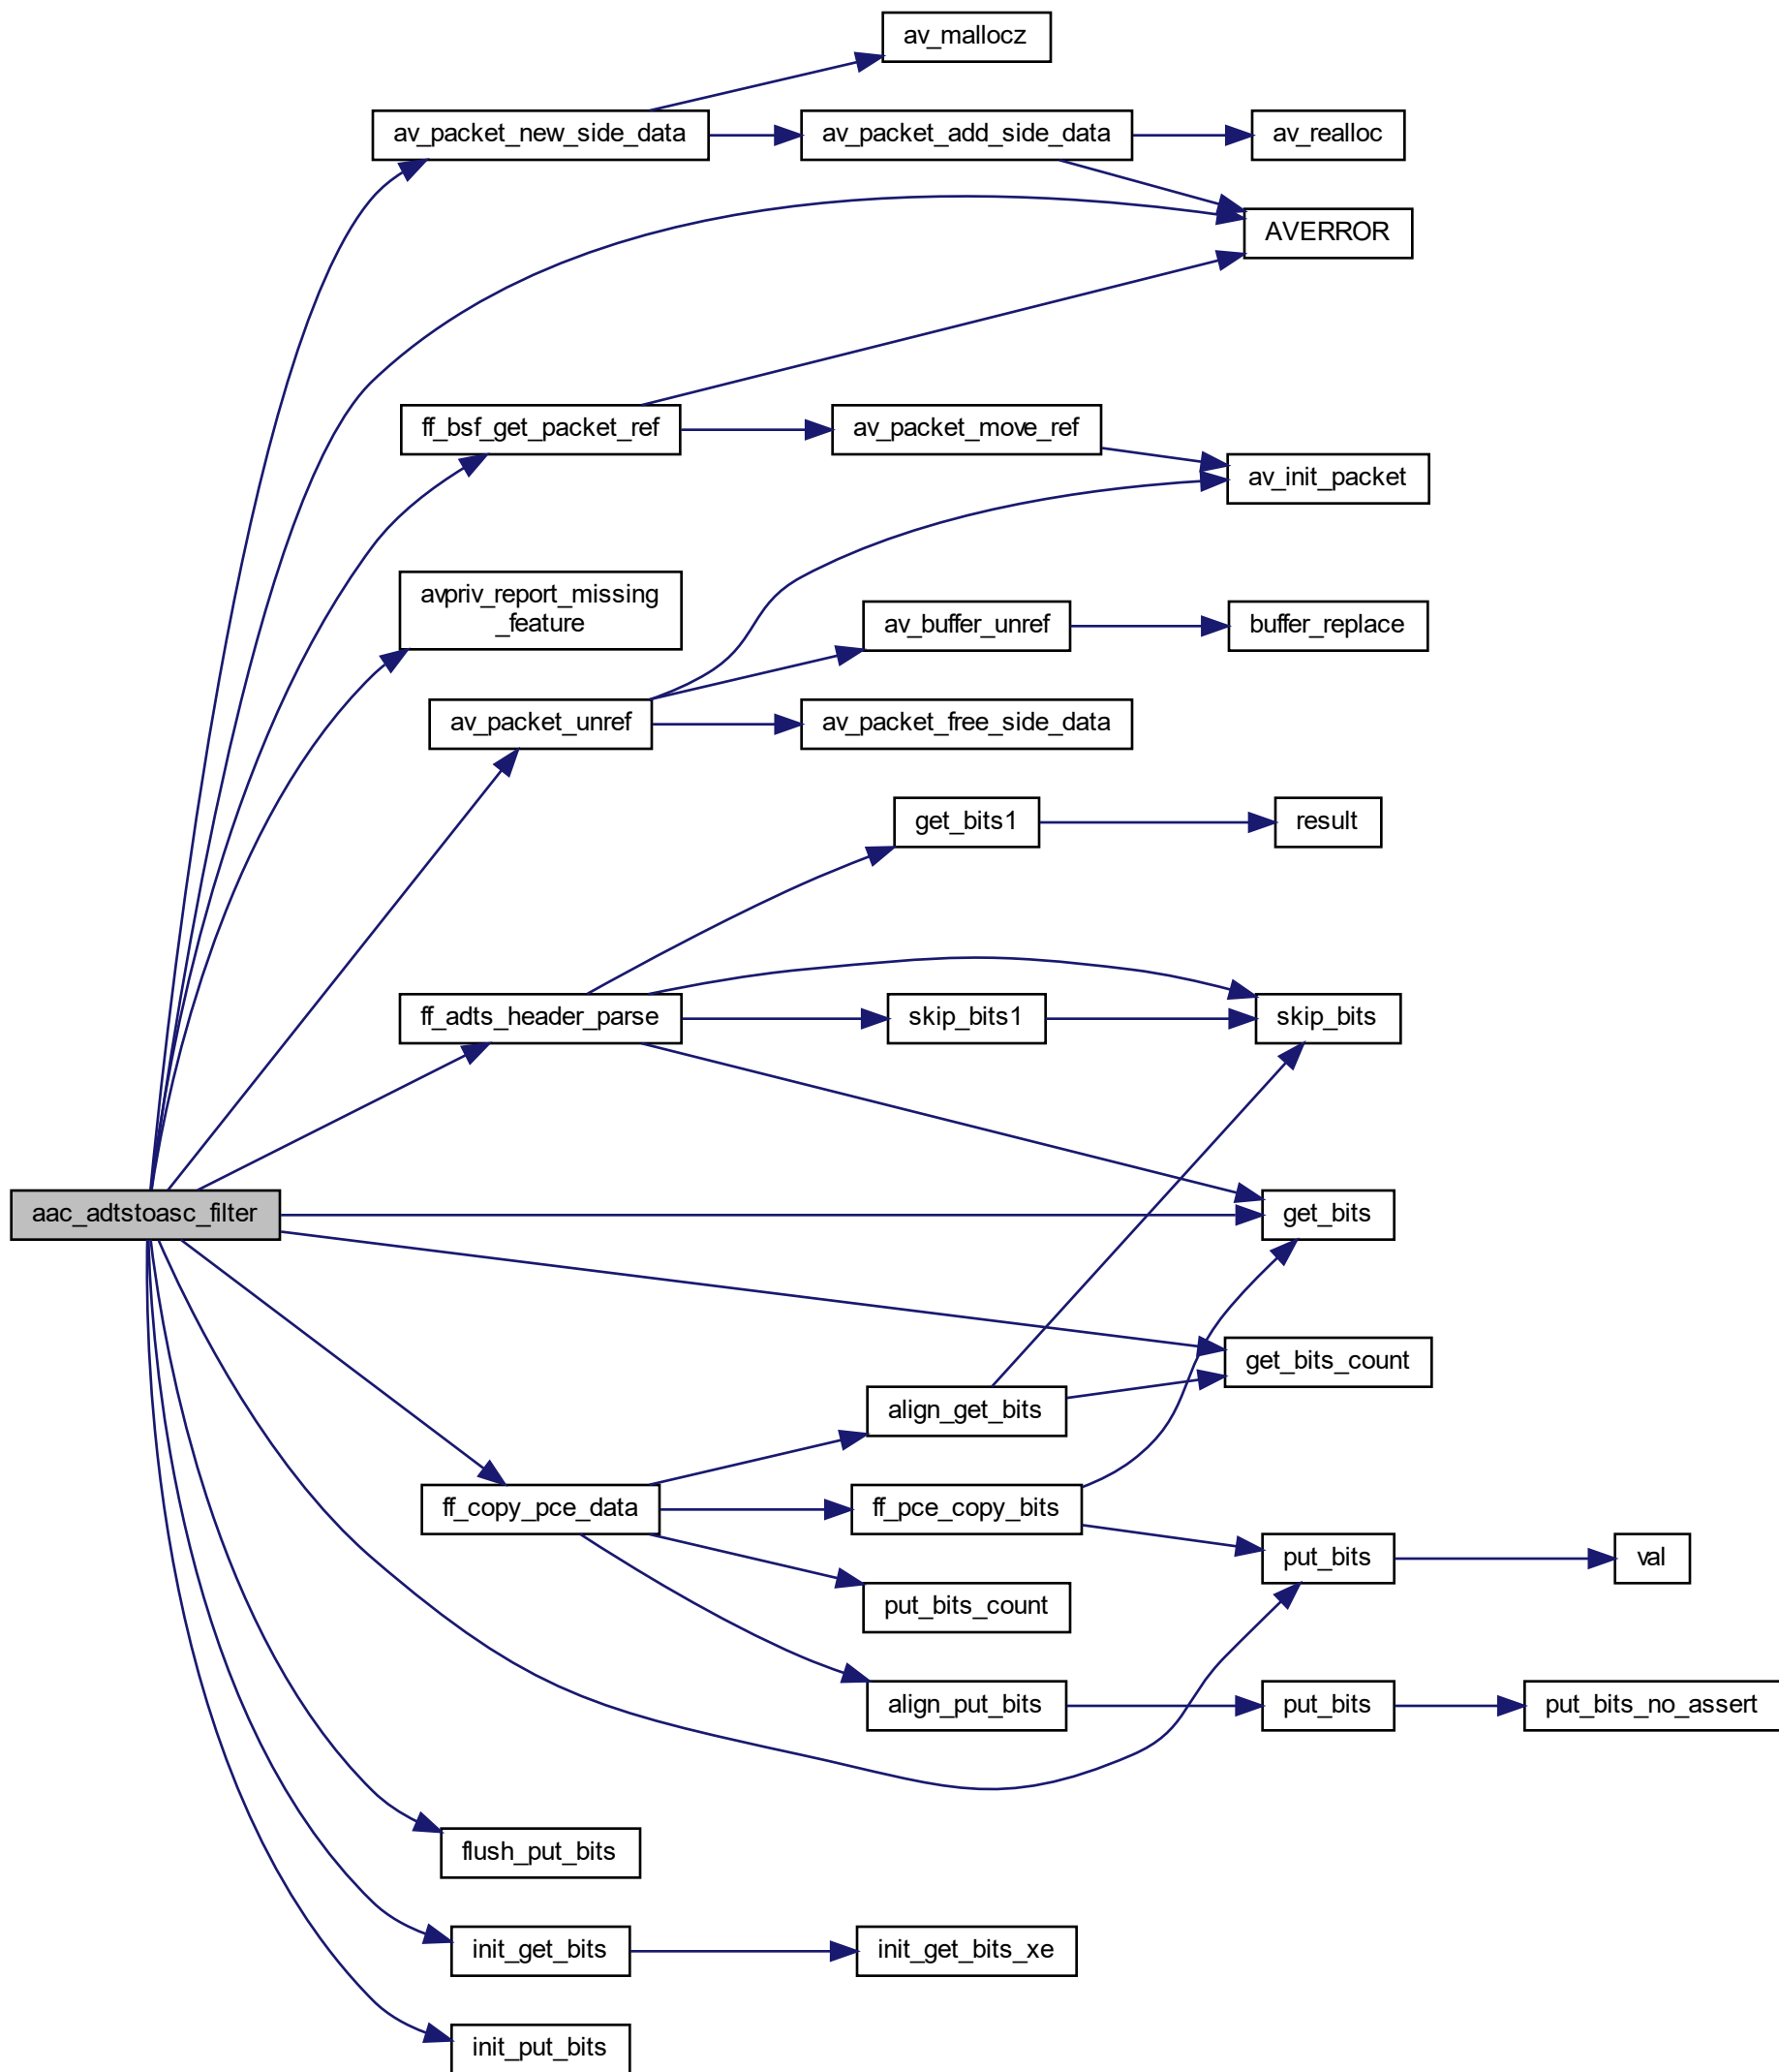 av_mallocz
av_packet_new_side_data
av_packet_add_side_data
av_realloc
AVERROR
ff_bsf_get_packet_ref
av_packet_move_ref
av_init_packet
avpriv_report_missing
_feature
av_buffer_unref
buffer_replace
av_packet_unref
av_packet_free_side_data
get_bits1
result
ff_adts_header_parse
skip_bits1
skip_bits
aac_adtstoasc_filter
get_bits
get_bits_count
align_get_bits
ff_copy_pce_data
ff_pce_copy_bits
put_bits
val
put_bits_count
align_put_bits
put_bits
put_bits_no_assert
flush_put_bits
init_get_bits
init_get_bits_xe
init_put_bits